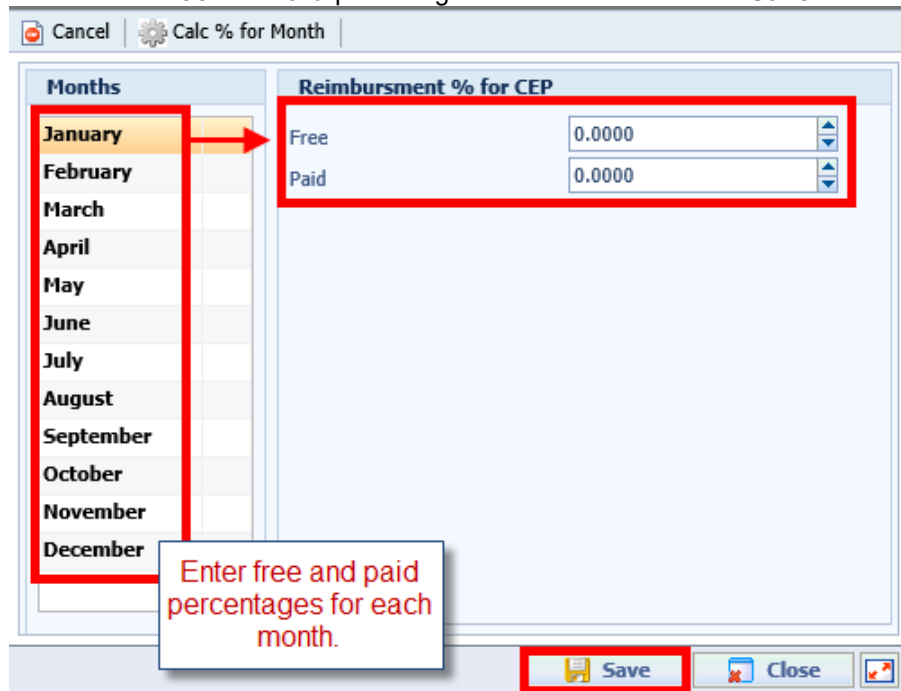 Cancel Calc % for Month
Months
Reimbursment % for CEP
January
February
March
April
May
June
July
August
September
October
November
December
Free 0.0000
Paid 0.0000
Enter free and paid
percentages for each
month.
Save Close